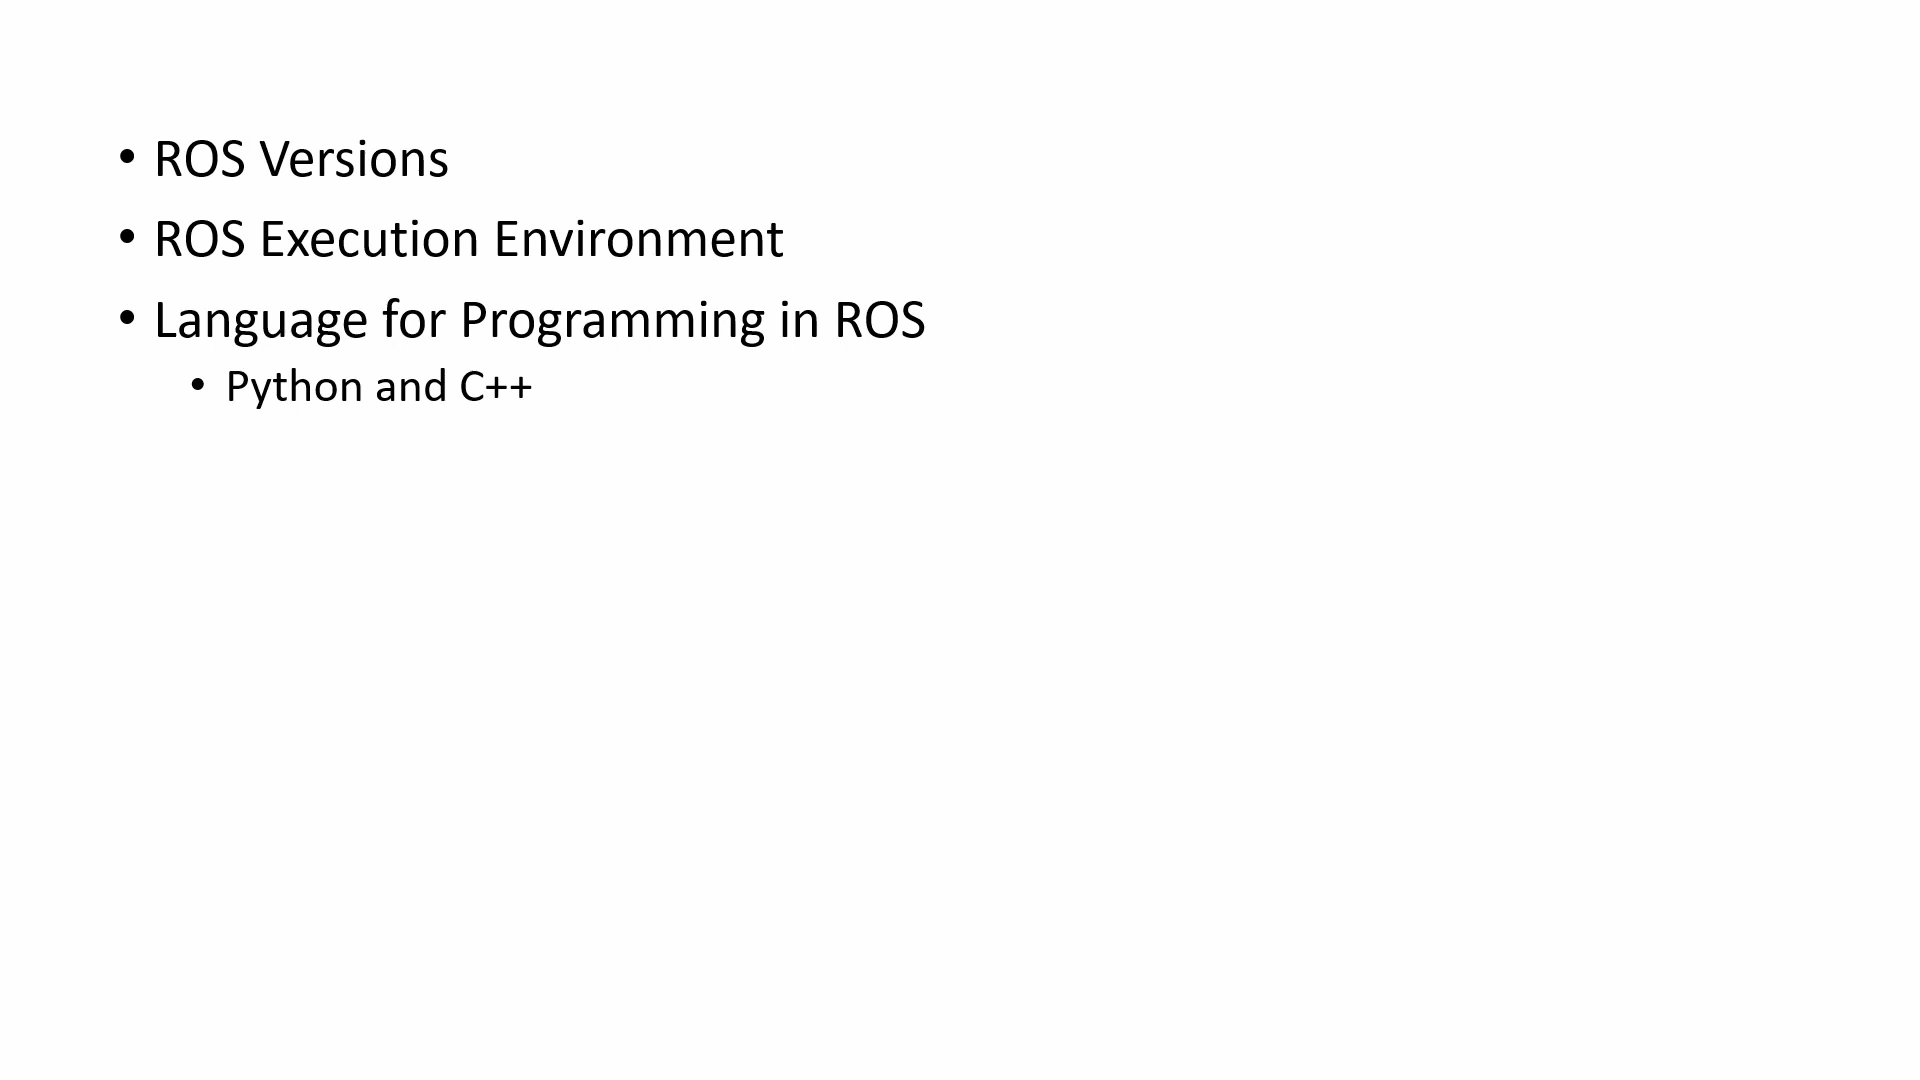 • ROS Versions
• ROS Execution Environment
• Language for Programming in ROS
• Python and C++